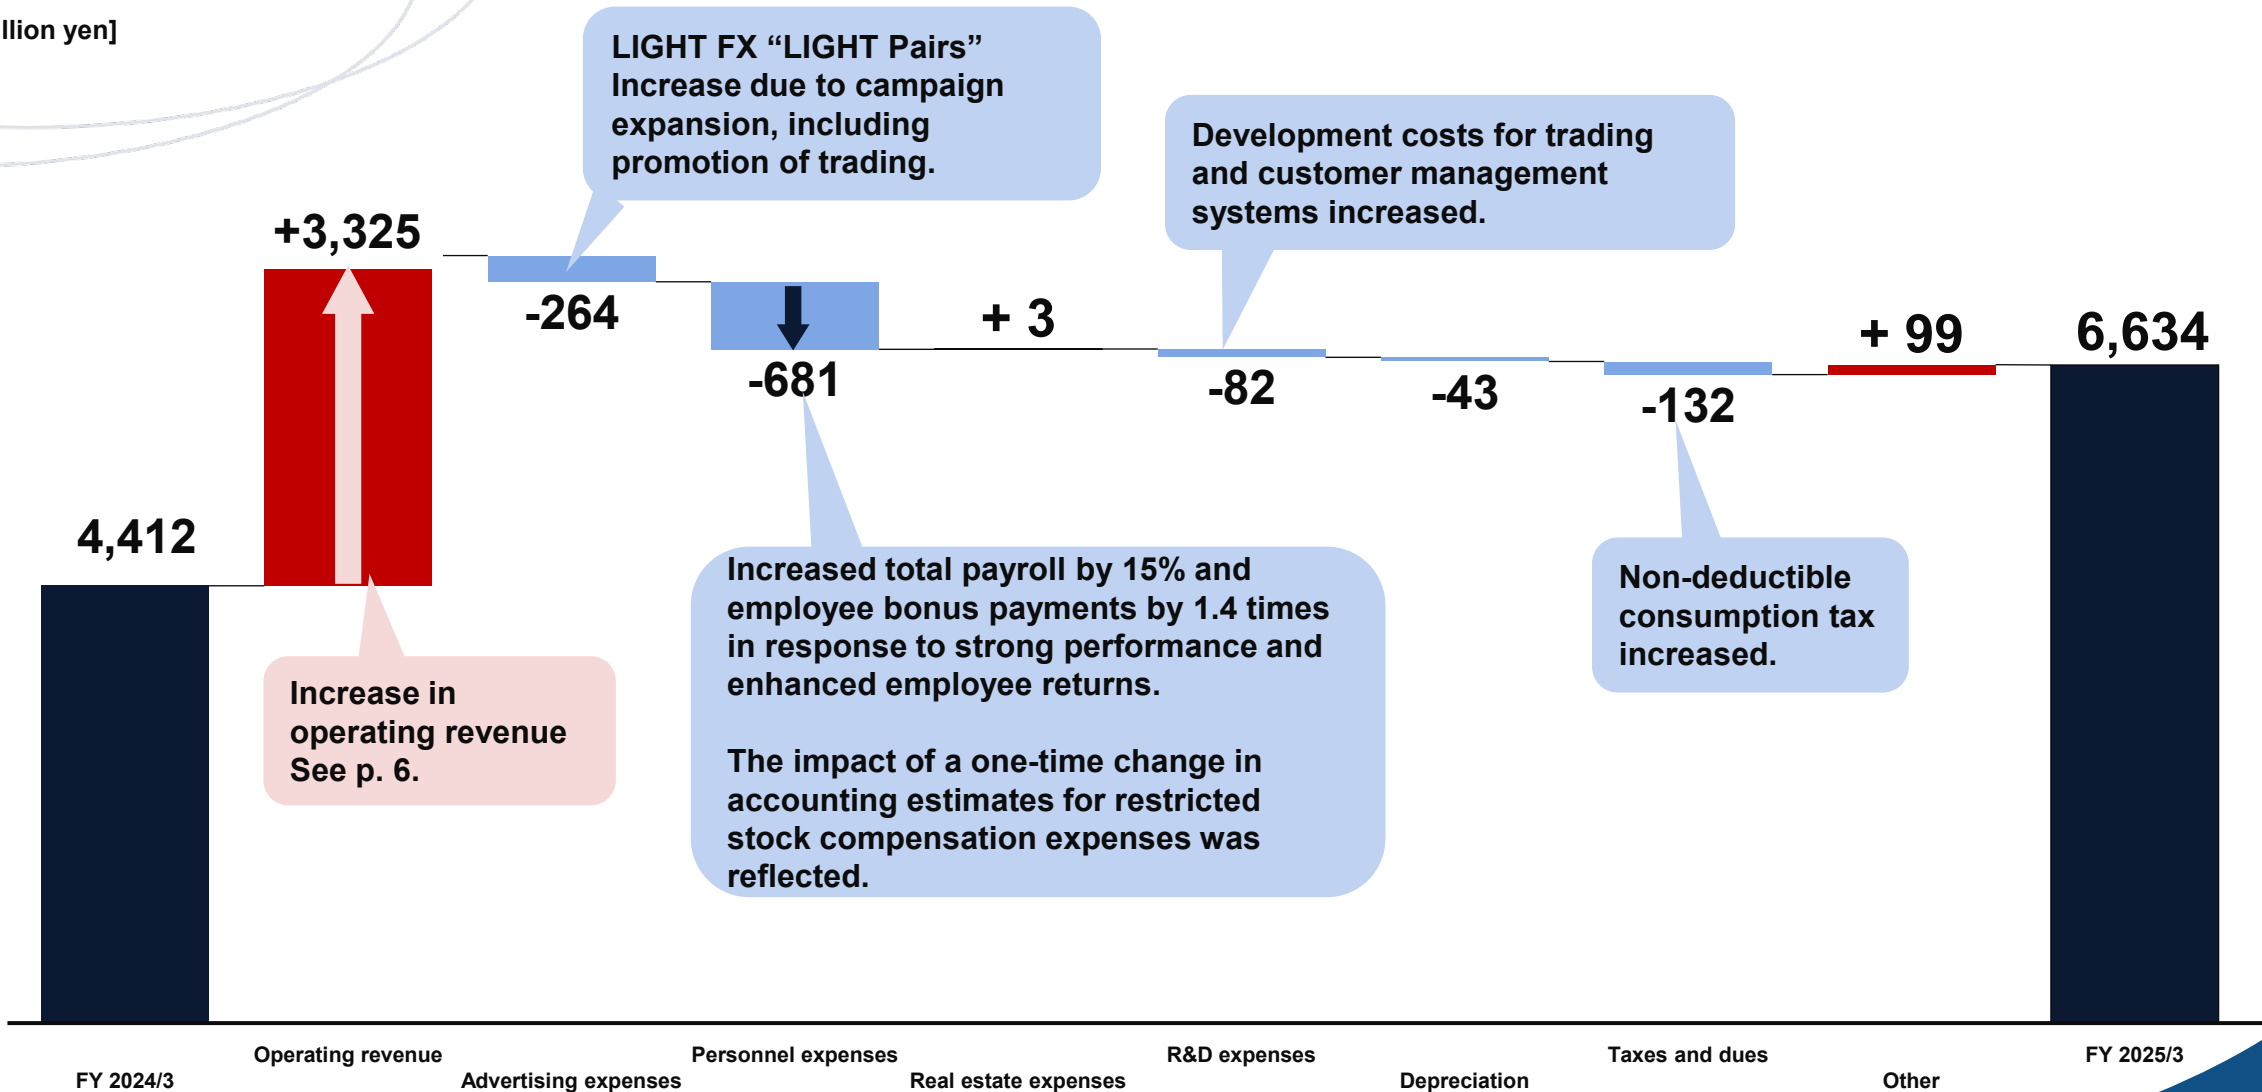 llion yen]
LIGHT FX “LIGHT Pairs”
Increase due to campaign
expansion, including
promotion of trading.
Development costs for trading
and customer management
systems increased.
+3,325
-264
-681
+ 3
-82
-43
-132
+ 99
6,634
4,412
Increase in
operating revenue
See p. 6.
Increased total payroll by 15% and
employee bonus payments by 1.4 times
in response to strong performance and
enhanced employee returns.
The impact of a one-time change in
accounting estimates for restricted
stock compensation expenses was
reflected.
Non-deductible
consumption tax
increased.
FY 2024/3
Operating revenue
Advertising expenses
Personnel expenses
Real estate expenses
R&D expenses
Depreciation
Taxes and dues
Other
FY 2025/3